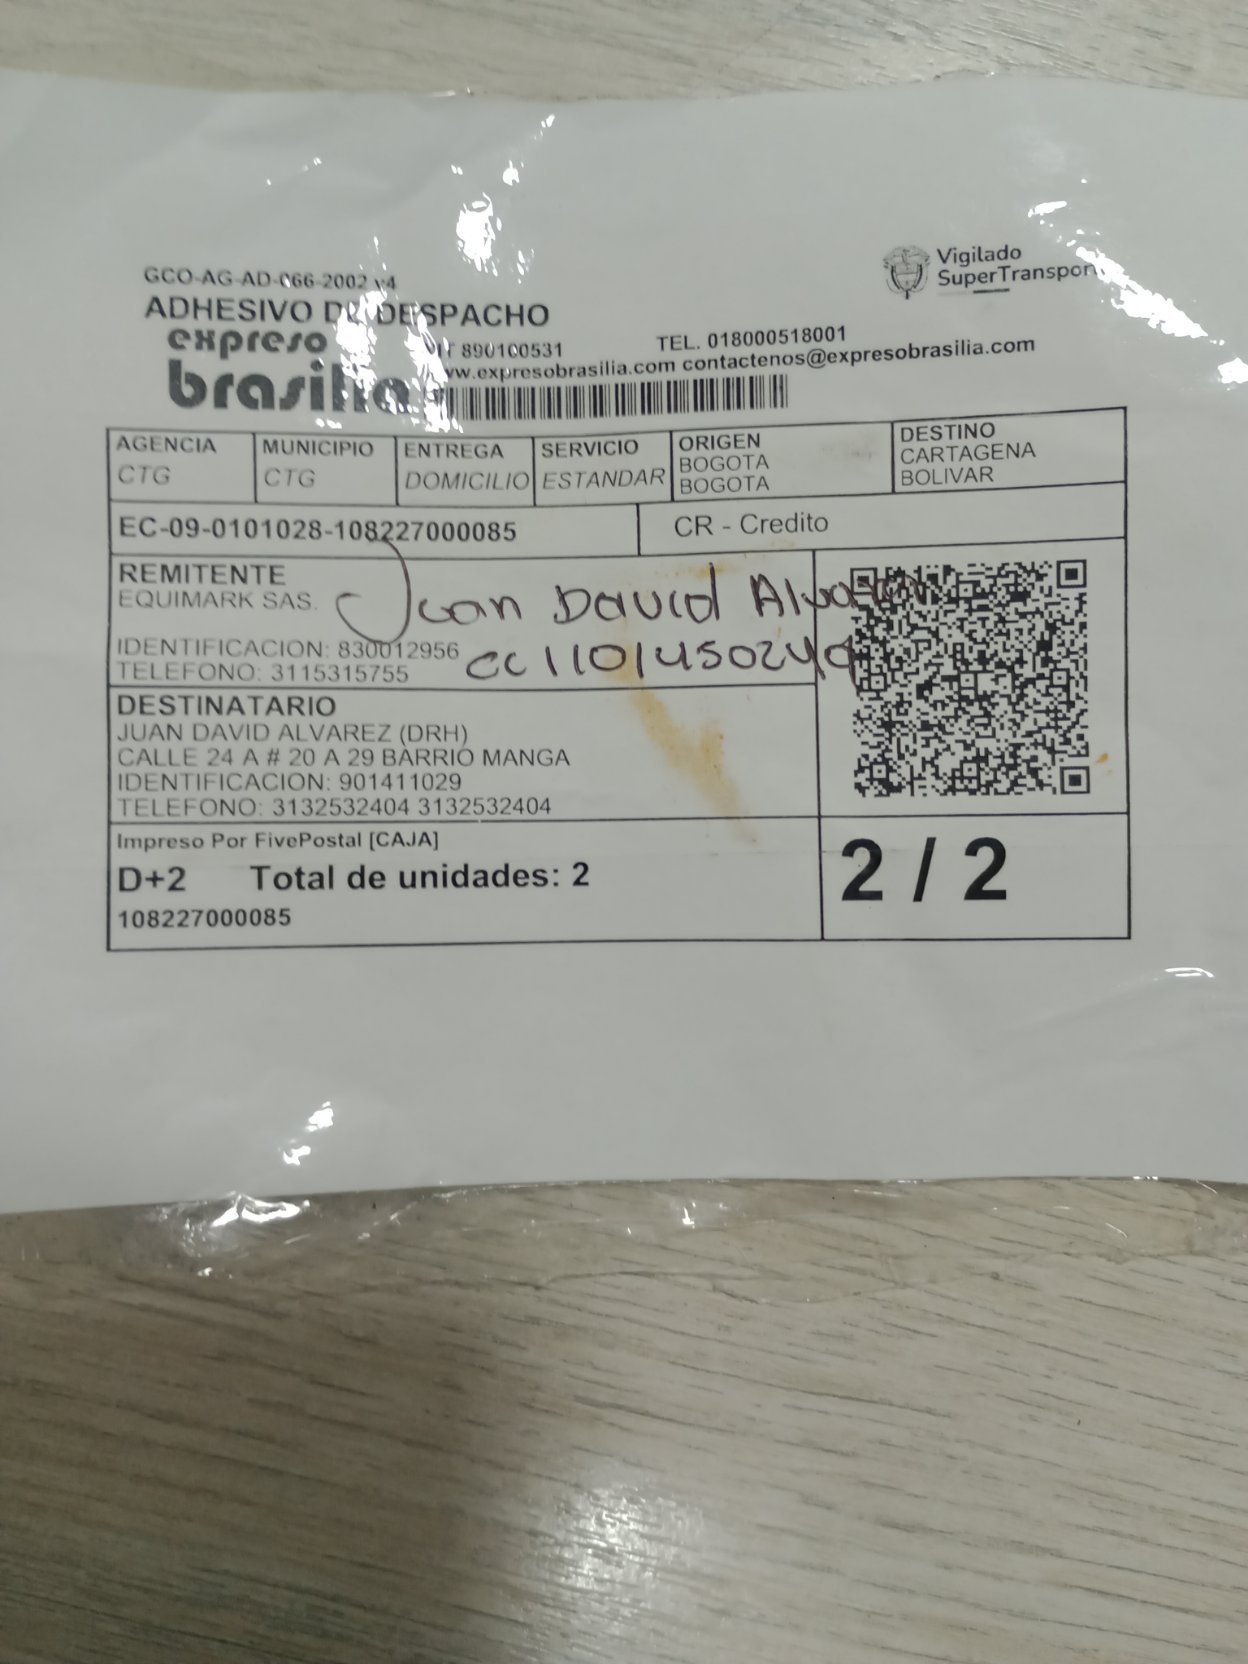 GCO-AG-AD-066-2002 v4
Vigilado
SuperTranspor
ADHESIVO DE DESPACHO
expreso
brasilia
NIT 890100531 TEL. 018000518001
www.expresobrasilia.com contactenos@expresobrasilia.com
AGENCIA MUNICIPIO ENTREGA SERVICIO ORIGEN DESTINO
CTG CTG DOMICILIO ESTANDAR BOGOTA CARTAGENA
BOGOTA BOLIVAR
EC-09-0101028-108227000085 CR - Credito
REMITENTE
EQUIMARK SAS.
Juan David Alvarez
IDENTIFICACION: 830012956
TELEFONO: 3115315755
cc
DESTINATARIO
JUAN DAVID ALVAREZ (DRH)
CALLE 24 A # 20 A 29 BARRIO MANGA
IDENTIFICACION: 901411029
TELEFONO: 3132532404 3132532404
Impreso Por FivePostal [CAJA]
D+2 Total de unidades: 2
2 / 2
108227000085